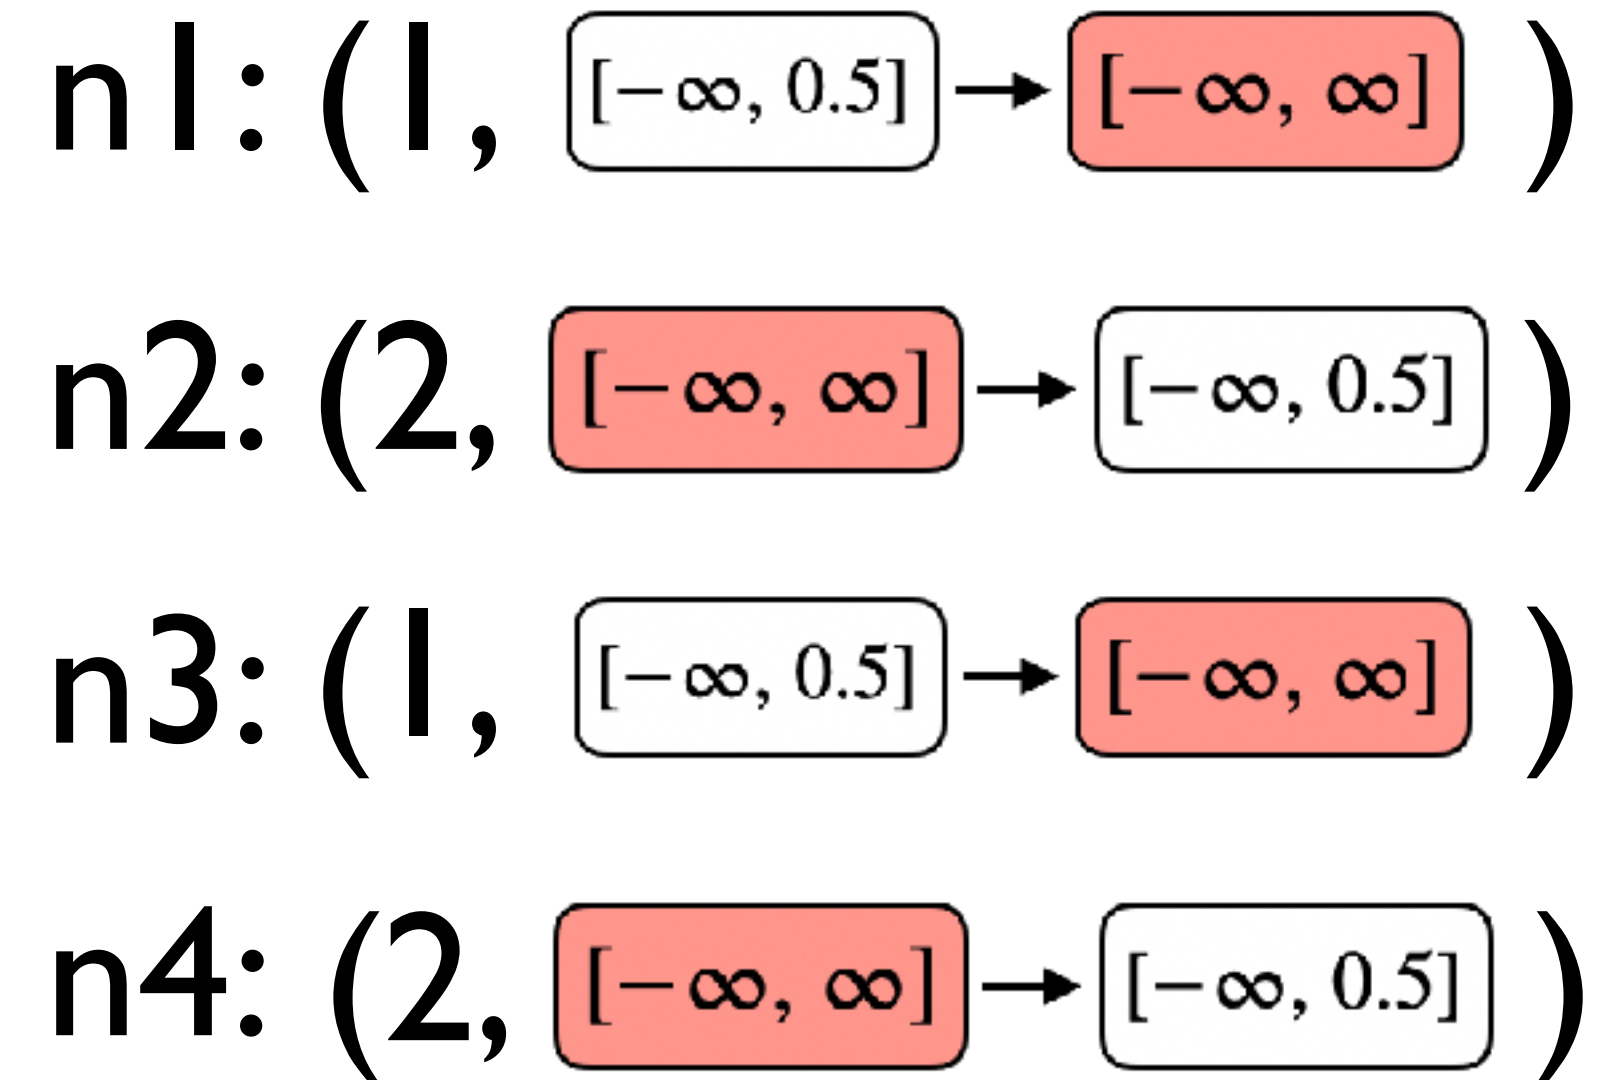 n1: (1, [−∞, 0.5] → [−∞, ∞] )
n2: (2, [−∞, ∞] → [−∞, 0.5] )
n3: (1, [−∞, 0.5] → [−∞, ∞] )
n4: (2, [−∞, ∞] → [−∞, 0.5] )